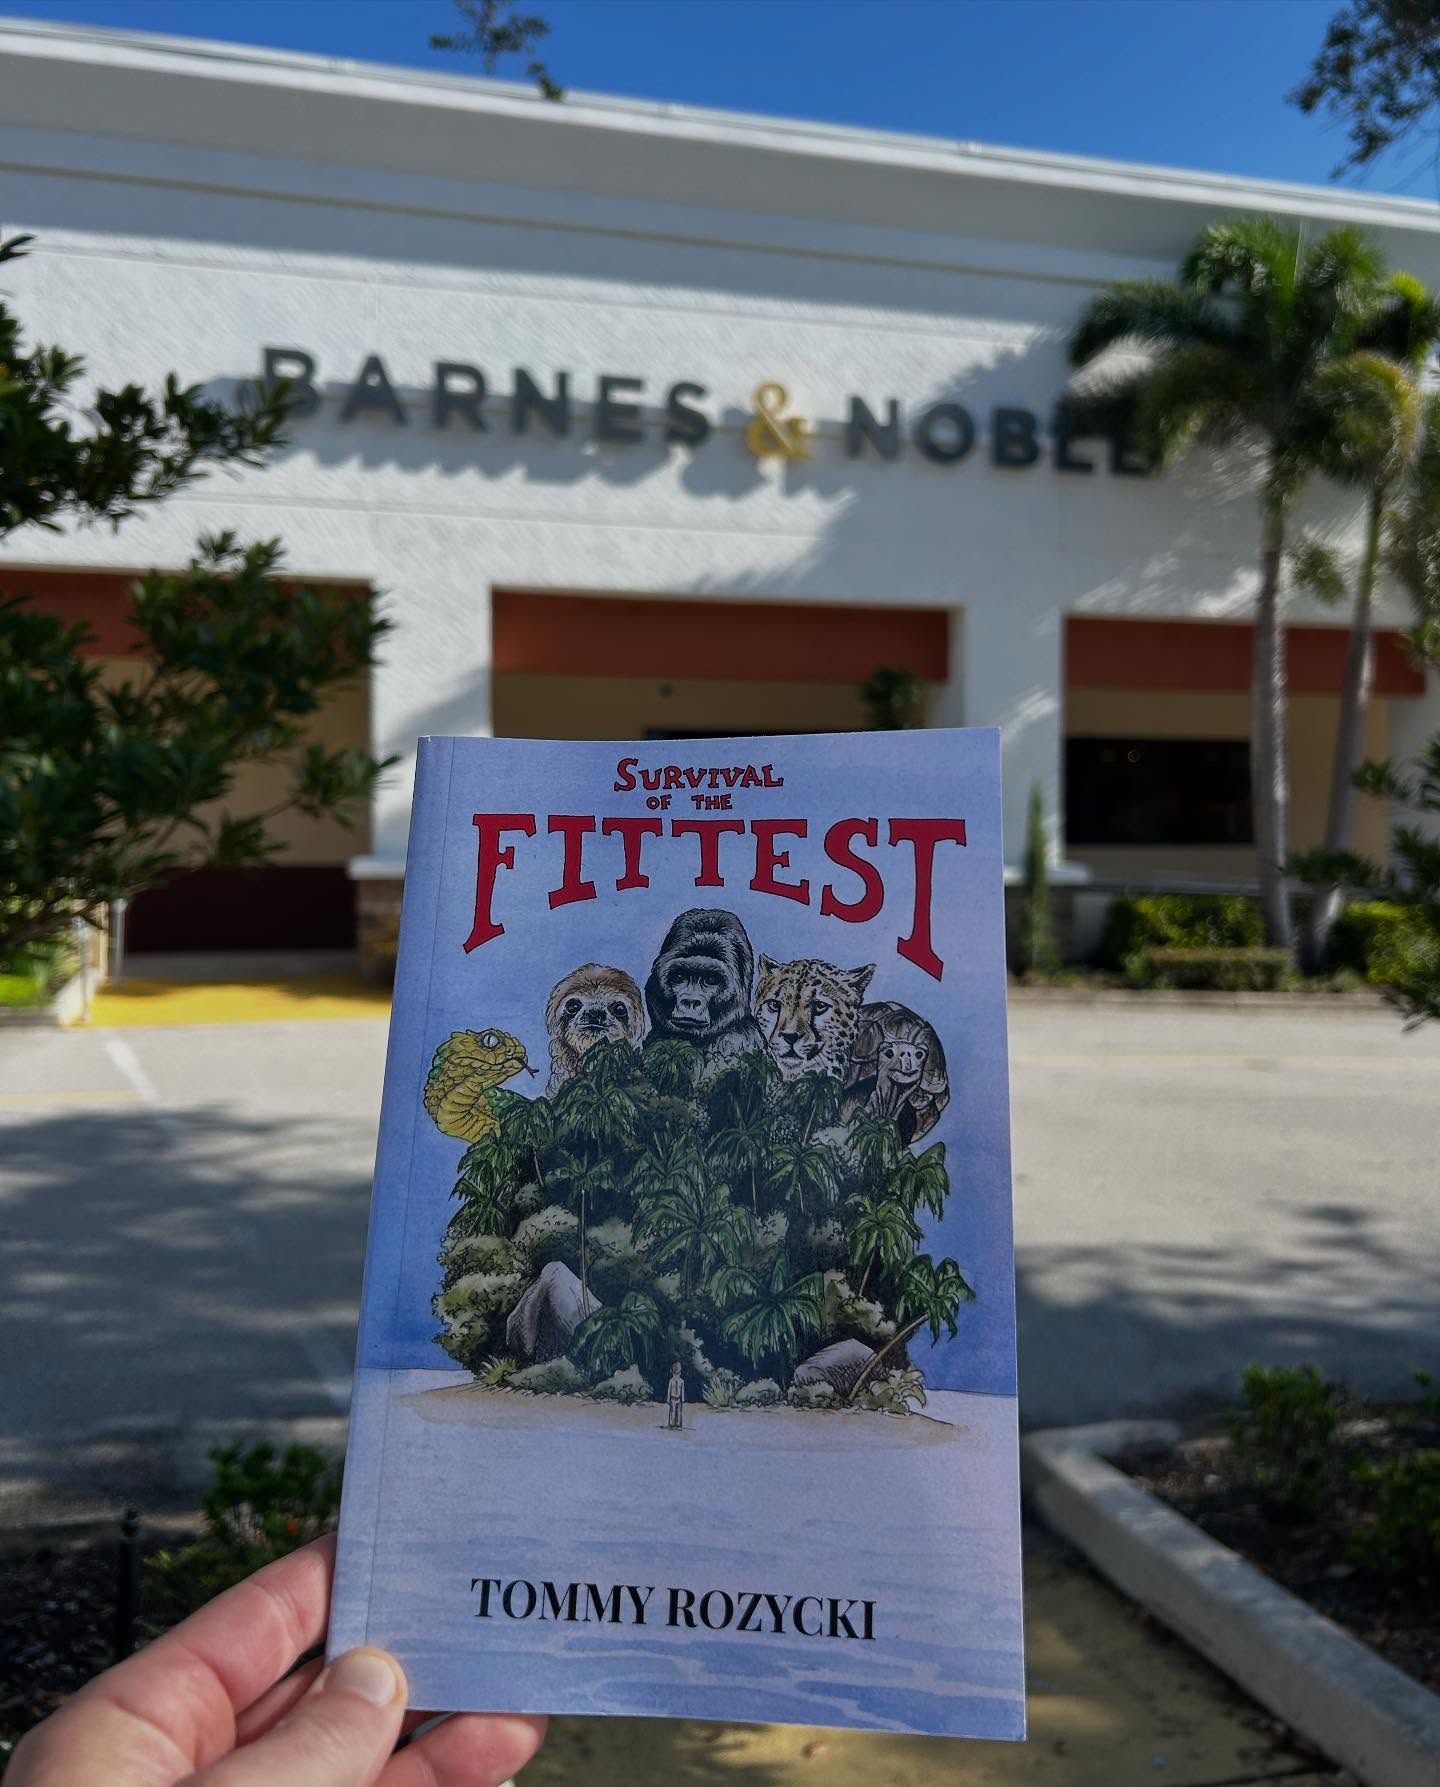 BARNES & NOBLE
SURVIVAL
OF THE
FITTEST
TOMMY ROZYCKI